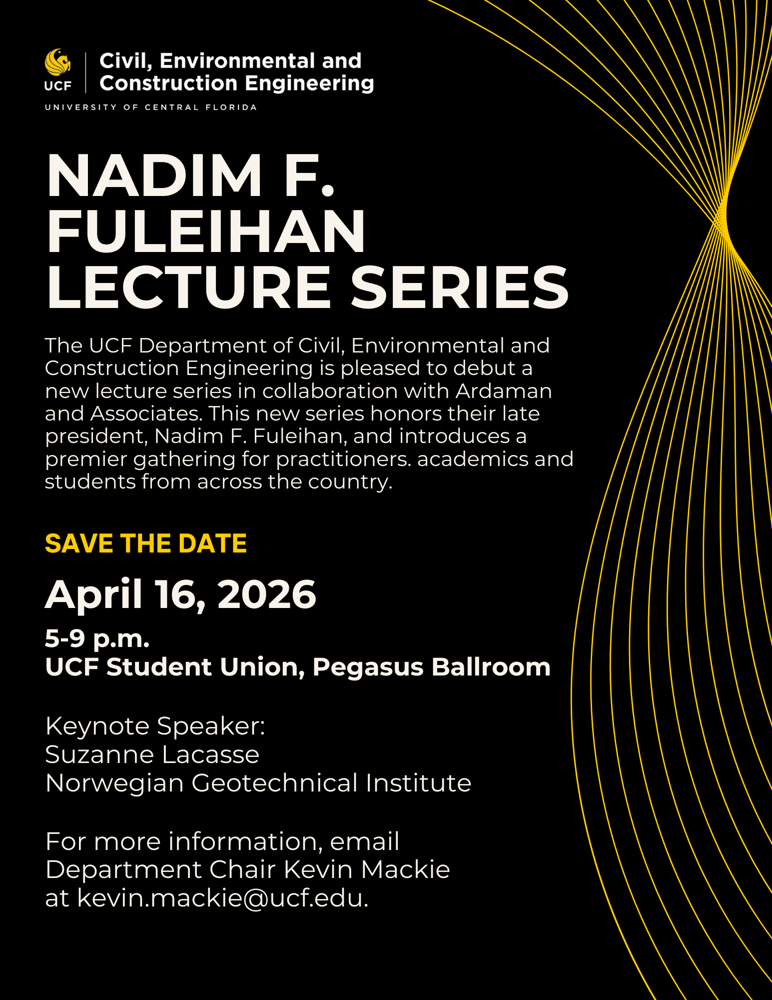 UCF
Civil, Environmental and
Construction Engineering
UNIVERSITY OF CENTRAL FLORIDA
NADIM F.
FULEIHAN
LECTURE SERIES
The UCF Department of Civil, Environmental and
Construction Engineering is pleased to debut a
new lecture series in collaboration with Ardaman
and Associates. This new series honors their late
president, Nadim F. Fuleihan, and introduces a
premier gathering for practitioners. academics and
students from across the country.
SAVE THE DATE
April 16, 2026
5-9 p.m.
UCF Student Union, Pegasus Ballroom
Keynote Speaker:
Suzanne Lacasse
Norwegian Geotechnical Institute
For more information, email
Department Chair Kevin Mackie
at kevin.mackie@ucf.edu.